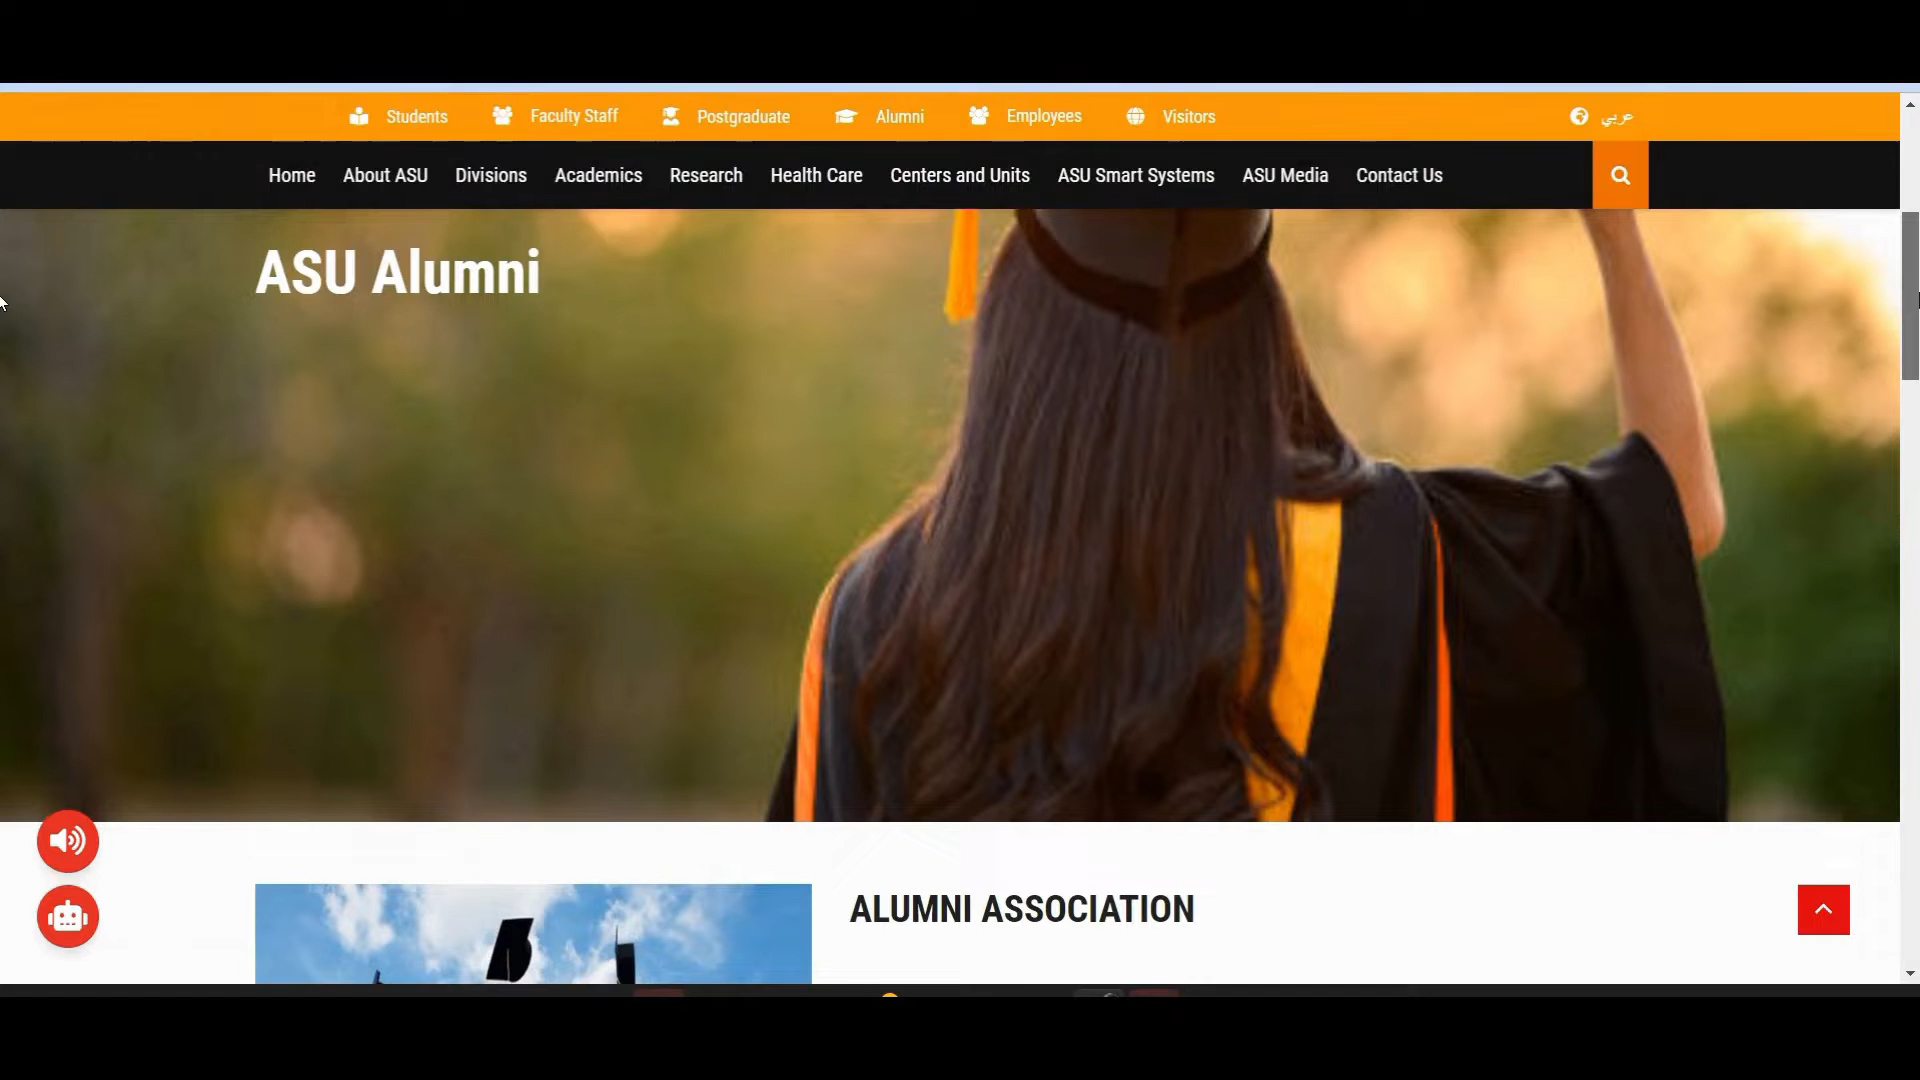 Students Faculty Staff Postgraduate Alumni Employees Visitors عربي
Home About ASU Divisions Academics Research Health Care Centers and Units ASU Smart Systems ASU Media Contact Us
ASU Alumni
ALUMNI ASSOCIATION